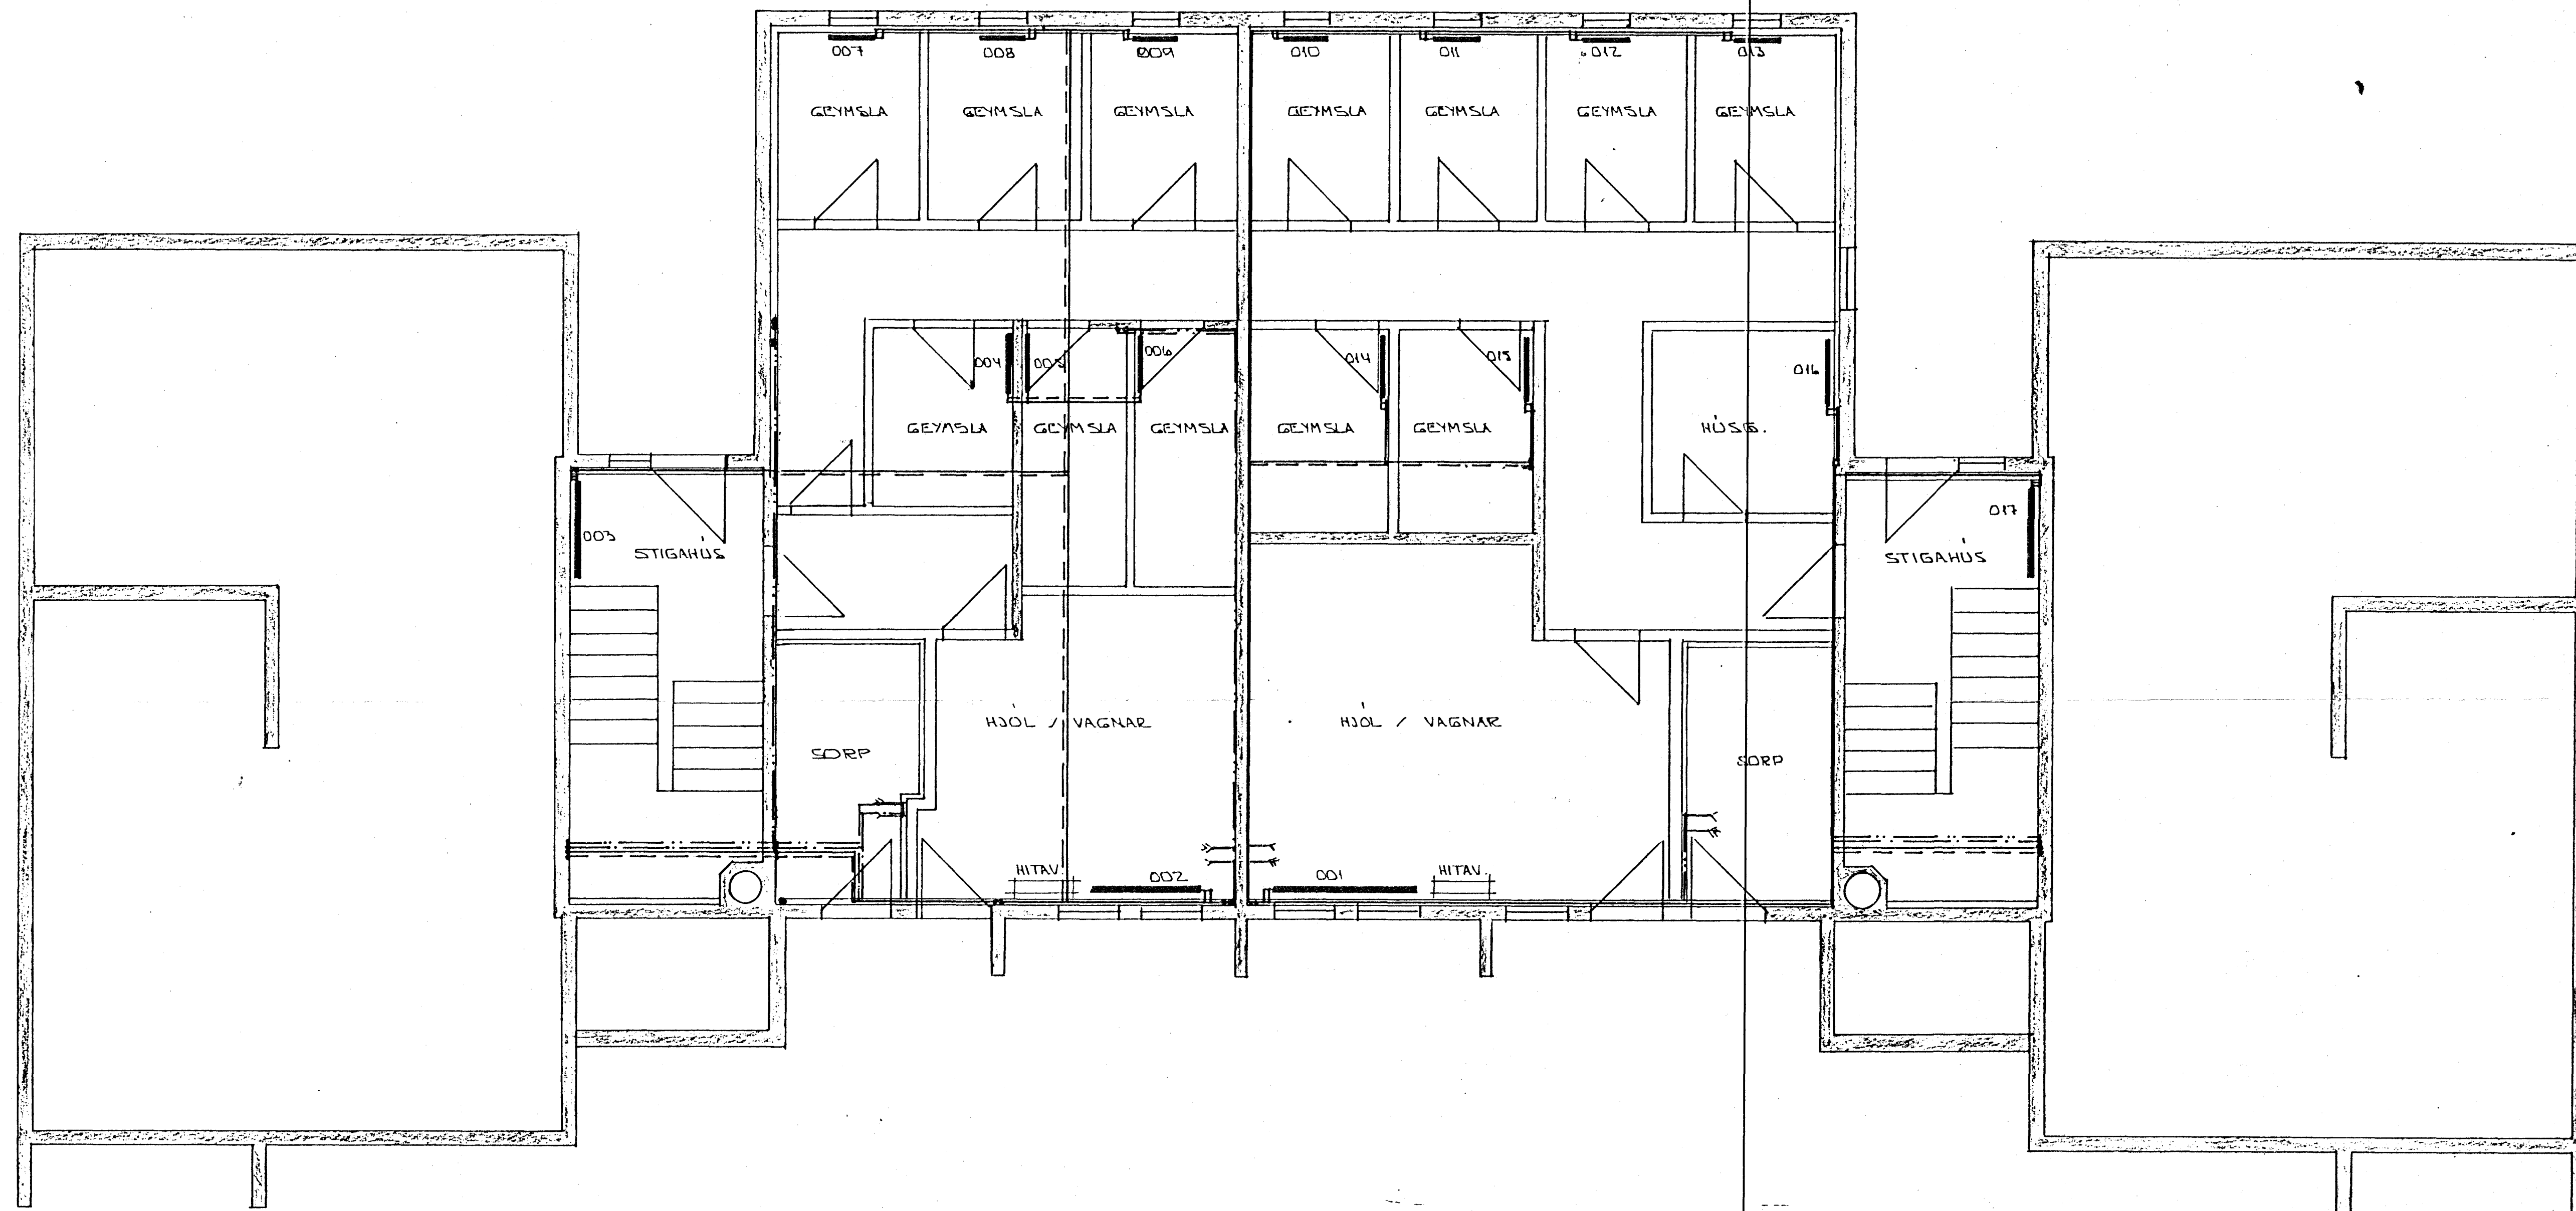 007 008 009 010 011 012 013
GEYMSLA GEYMSLA GEYMSLA GEYMSLA GEYMSLA GEYMSLA GEYMSLA
004 005 006 014 015 016
GEYMSLA GEYMSLA GEYMSLA GEYMSLA GEYMSLA HÚSG.
003 017
STIGAHÚS STIGAHÚS
HJÓL / VAGNAR HJÓL / VAGNAR
SORP SORP
HITAV. 002 001 HITAV.